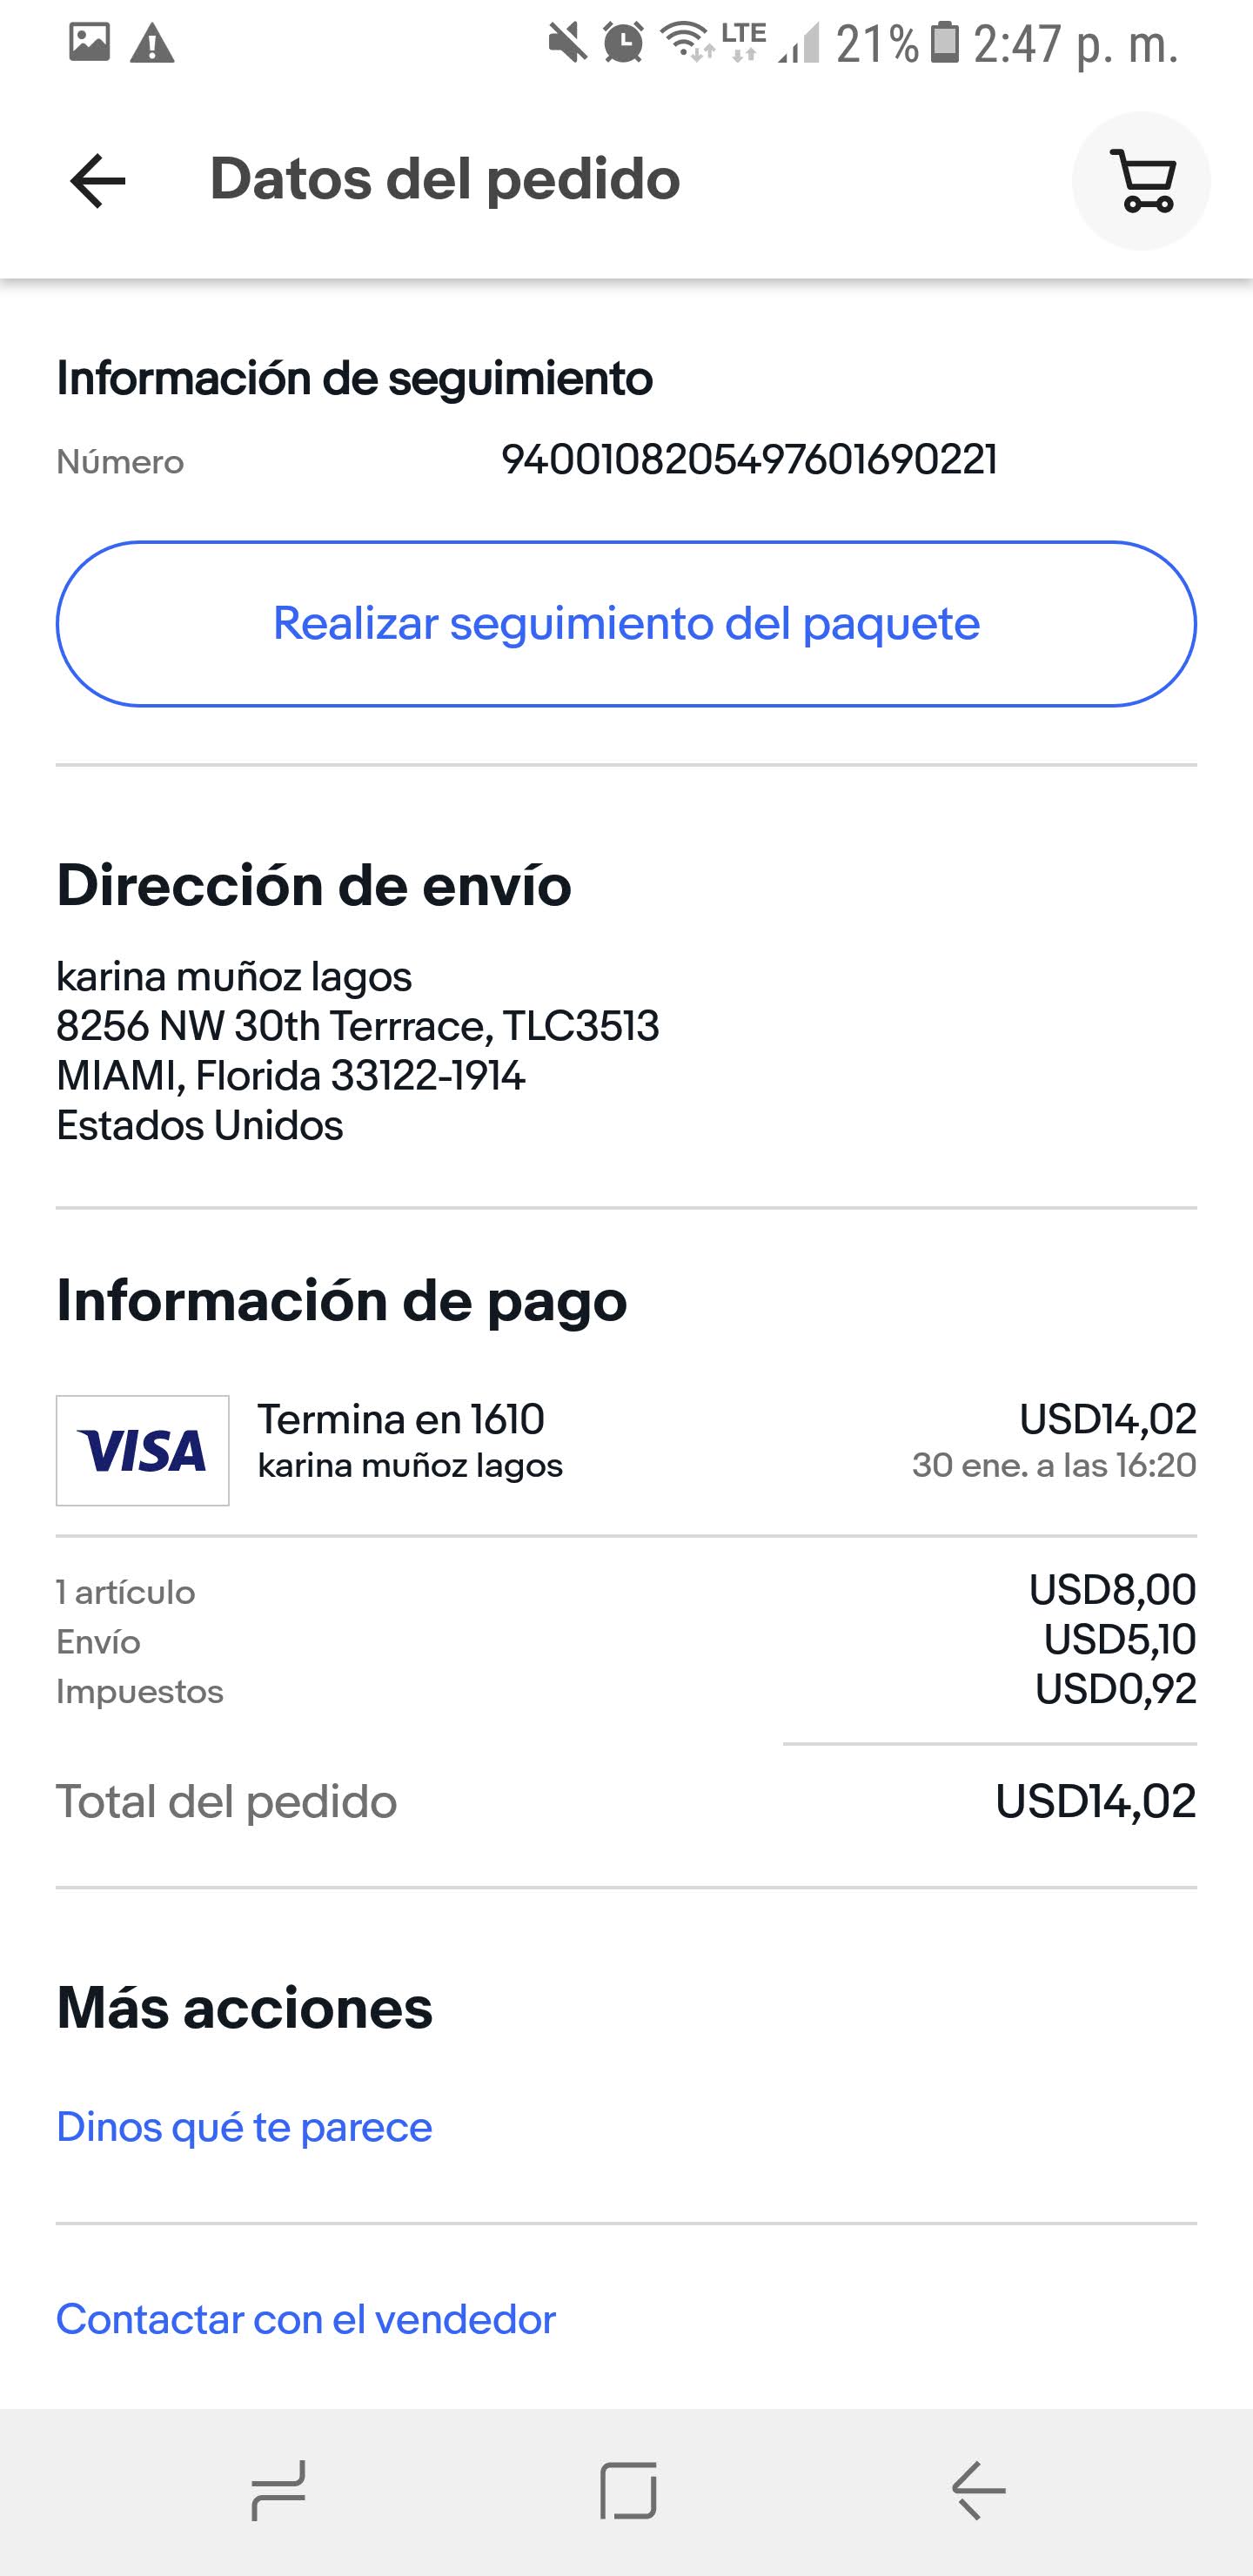 LTE 21% 2:47 p. m.
Datos del pedido
Información de seguimiento
Número 9400108205497601690221
Realizar seguimiento del paquete
Dirección de envío
karina muñoz lagos
8256 NW 30th Terrrace, TLC3513
MIAMI, Florida 33122-1914
Estados Unidos
Información de pago
VISA Termina en 1610 USD14,02
karina muñoz lagos 30 ene. a las 16:20
1 artículo USD8,00
Envío USD5,10
Impuestos USD0,92
Total del pedido USD14,02
Más acciones
Dinos qué te parece
Contactar con el vendedor